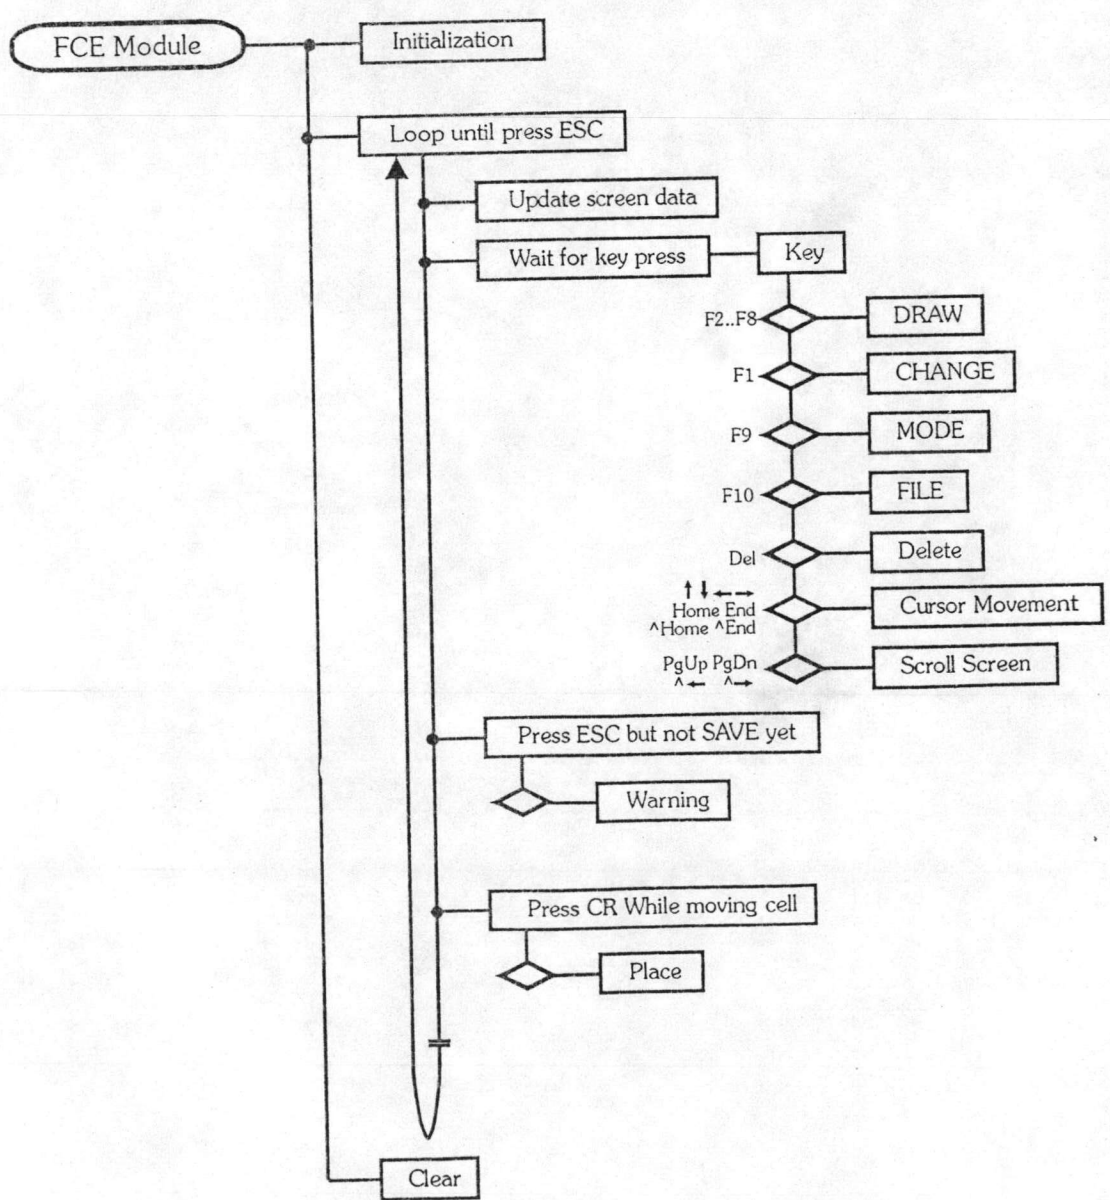 FCE Module
Initialization
Loop until press ESC
Update screen data
Wait for key press
Key
F2..F8
DRAW
F1
CHANGE
F9
MODE
F10
FILE
Del
Delete
↑ ↓ ← →
Home End
^Home ^End
Cursor Movement
PgUp PgDn
^← ^→
Scroll Screen
Press ESC but not SAVE yet
Warning
Press CR While moving cell
Place
Clear